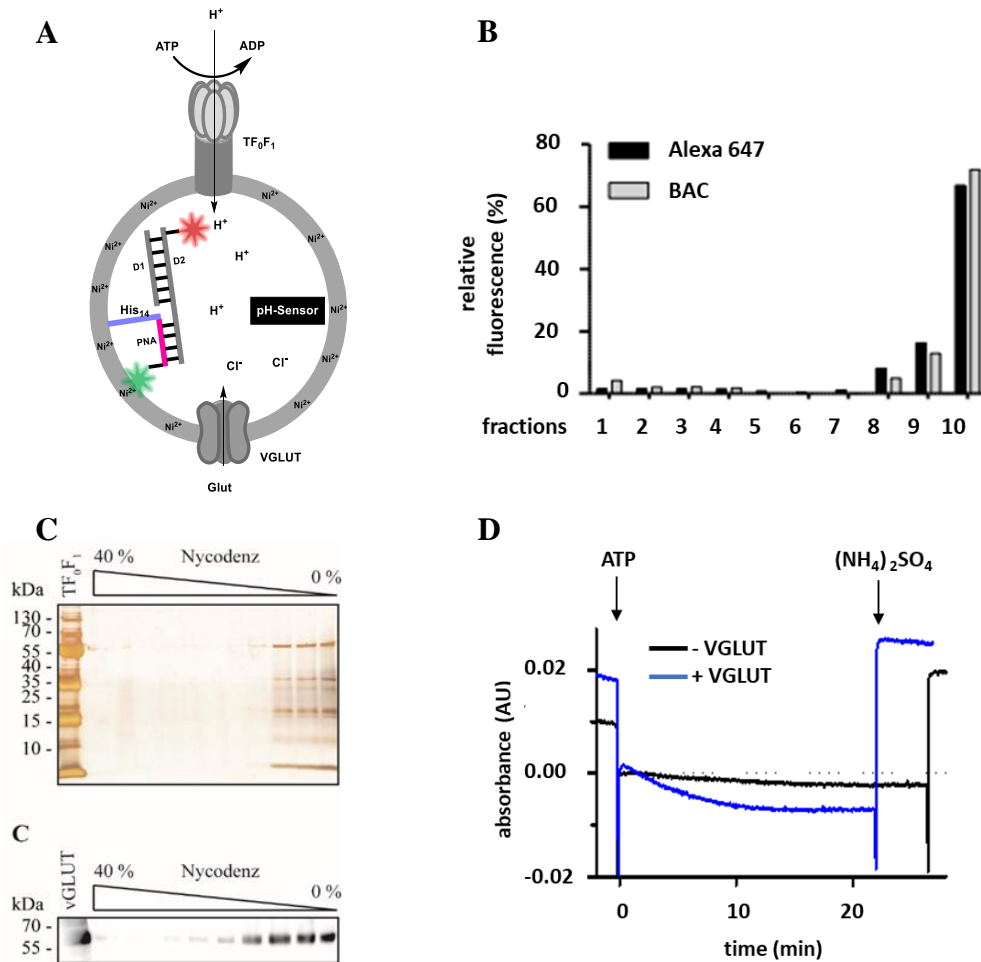 A
H⁺
ATP ADP
TF₀F₁
Ni²⁺
Ni²⁺ Ni²⁺
Ni²⁺ Ni²⁺
H⁺
D1 D2
H⁺
Ni²⁺ Ni²⁺
His₁₄ H⁺ pH-Sensor Ni²⁺
PNA
Ni²⁺ Ni²⁺
Cl⁻ Cl⁻
Ni²⁺ Ni²⁺
Ni²⁺ Ni²⁺
VGLUT
Glut
B
80
60
40
20
0
relative
fluorescence (%)
Alexa 647
BAC
fractions 1 2 3 4 5 6 7 8 9 10
C
TF₀F₁
40 % Nycodenz 0 %
kDa
130 -
70 -
55 -
40 -
35 -
25 -
15 -
10 -
C
vGLUT
40 % Nycodenz 0 %
kDa
70 -
55 -
D
ATP (NH₄)₂SO₄
- VGLUT
+ VGLUT
0.02
0.00
-0.02
absorbance (AU)
0 10 20
time (min)